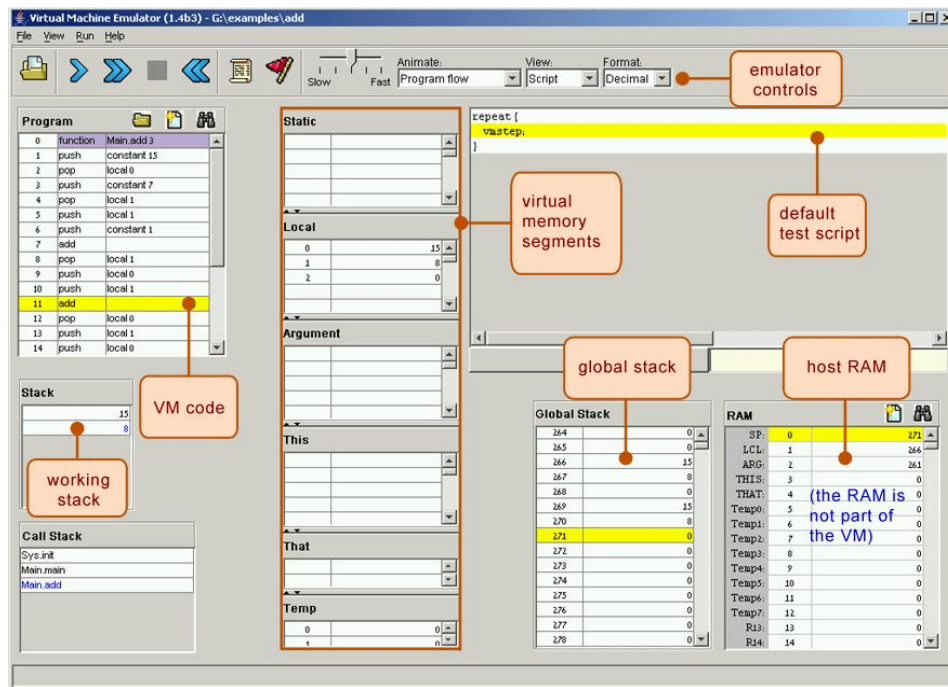 Virtual Machine Emulator (1.4b3) - G:\examples\add
File View Run Help
Slow Fast
Animate:
Program flow
View:
Script
Format:
Decimal
emulator
controls
Program
0 function Main.add 3
1 push constant 15
2 pop local 0
3 push constant 7
4 pop local 1
5 push local 1
6 push constant 1
7 add
8 pop local 1
9 push local 0
10 push local 1
11 add
12 pop local 0
13 push local 1
14 push local 0
VM code
Stack
15
8
working
stack
Call Stack
Sys.init
Main.main
Main.add
Static
Local
0 15
1 8
2 0
Argument
This
That
Temp
0 0
1 0
virtual
memory
segments
repeat {
vmstep;
}
default
test script
global stack
Global Stack
264 0
265 0
266 15
267 8
268 0
269 15
270 8
271 0
272 0
273 0
274 0
275 0
276 0
277 0
278 0
host RAM
RAM
SP: 0 271
LCL: 1 266
ARG: 2 261
THIS: 3 0
THAT: 4 0
Temp0: 5 0
Temp1: 6 0
Temp2: 7 0
Temp3: 8 0
Temp4: 9 0
Temp5: 10 0
Temp6: 11 0
Temp7: 12 0
R13: 13 0
R14: 14 0
(the RAM is
not part of
the VM)